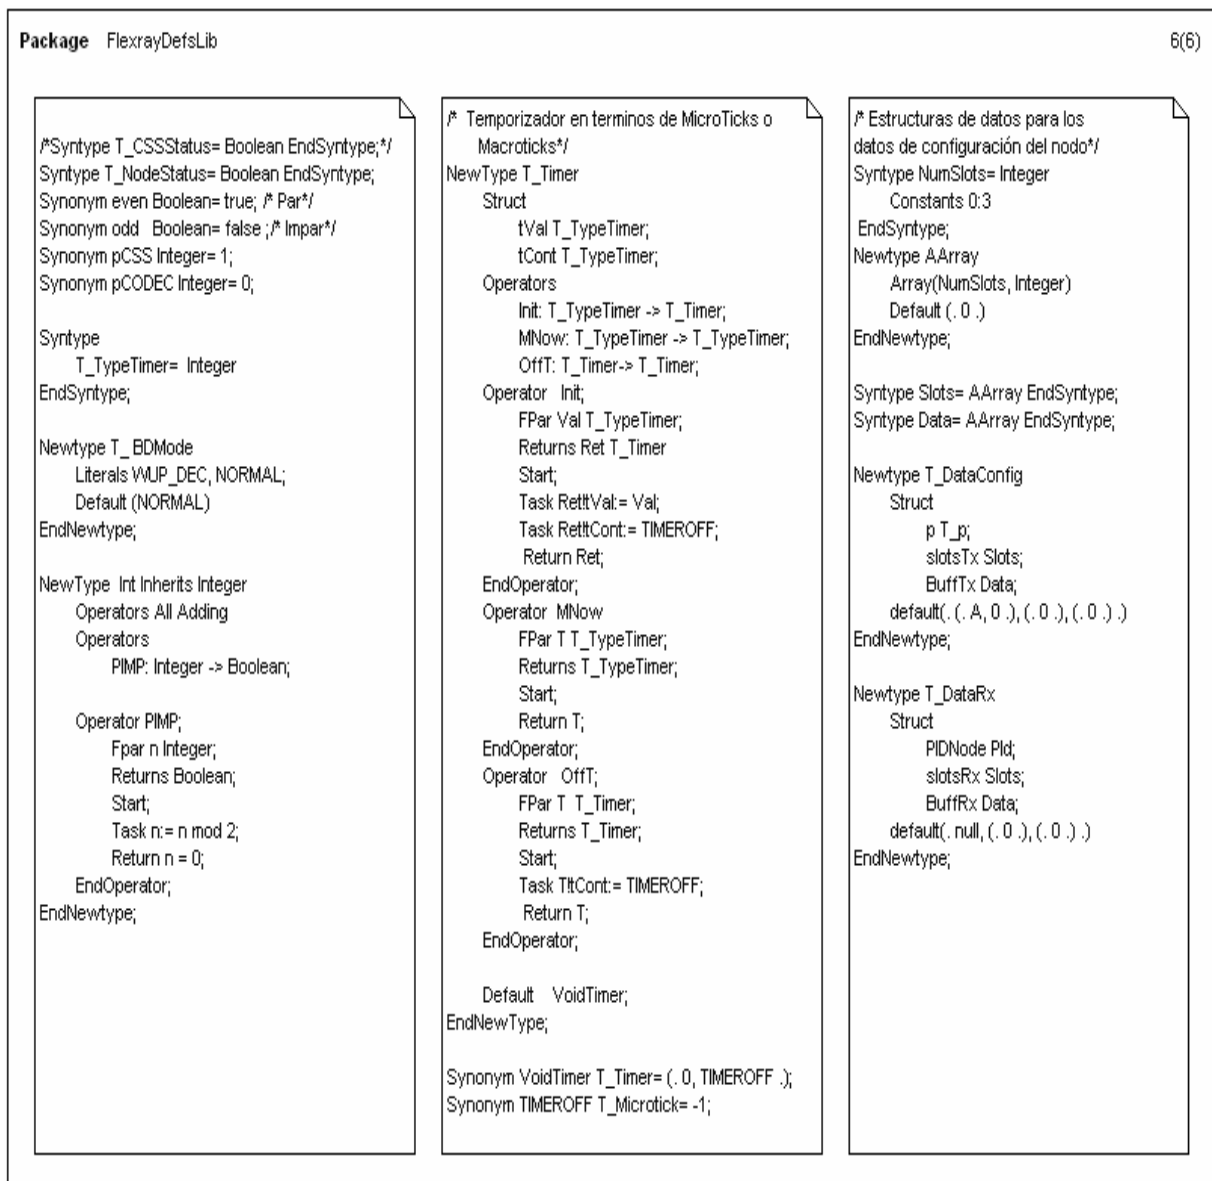 Package FlexrayDefsLib
6(6)
/*Syntype T_CSSStatus= Boolean EndSyntype;*/
Syntype T_NodeStatus= Boolean EndSyntype;
Synonym even Boolean= true; /* Par*/
Synonym odd Boolean= false ;/* Impar*/
Synonym pCSS Integer= 1;
Synonym pCODEC Integer= 0;
Syntype
T_TypeTimer= Integer
EndSyntype;
Newtype T_ BDMode
Literals WUP_DEC, NORMAL;
Default (NORMAL)
EndNewtype;
NewType Int Inherits Integer
Operators All Adding
Operators
PIMP: Integer -> Boolean;
Operator PIMP;
Fpar n Integer;
Returns Boolean;
Start;
Task n:= n mod 2;
Return n = 0;
EndOperator;
EndNewtype;
/* Temporizador en terminos de MicroTicks o
Macroticks*/
NewType T_Timer
Struct
tVal T_TypeTimer;
tCont T_TypeTimer;
Operators
Init: T_TypeTimer -> T_Timer;
MNow: T_TypeTimer -> T_TypeTimer;
OffT: T_Timer-> T_Timer;
Operator Init;
FPar Val T_TypeTimer;
Returns Ret T_Timer
Start;
Task Ret!tVal:= Val;
Task Ret!tCont:= TIMEROFF;
Return Ret;
EndOperator;
Operator MNow
FPar T T_TypeTimer;
Returns T_TypeTimer;
Start;
Return T;
EndOperator;
Operator OffT;
FPar T T_Timer;
Returns T_Timer;
Start;
Task T!tCont:= TIMEROFF;
Return T;
EndOperator;
Default VoidTimer;
EndNewType;
Synonym VoidTimer T_Timer= (. 0, TIMEROFF .);
Synonym TIMEROFF T_Microtick= -1;
/* Estructuras de datos para los
datos de configuración del nodo*/
Syntype NumSlots= Integer
Constants 0:3
EndSyntype;
Newtype AArray
Array(NumSlots, Integer)
Default (. 0 .)
EndNewtype;
Syntype Slots= AArray EndSyntype;
Syntype Data= AArray EndSyntype;
Newtype T_DataConfig
Struct
p T_p;
slotsTx Slots;
BuffTx Data;
default(. (. A, 0 .), (. 0 .), (. 0 .) .)
EndNewtype;
Newtype T_DataRx
Struct
PIDNode PId;
slotsRx Slots;
BuffRx Data;
default(. null, (. 0 .), (. 0 .) .)
EndNewtype;